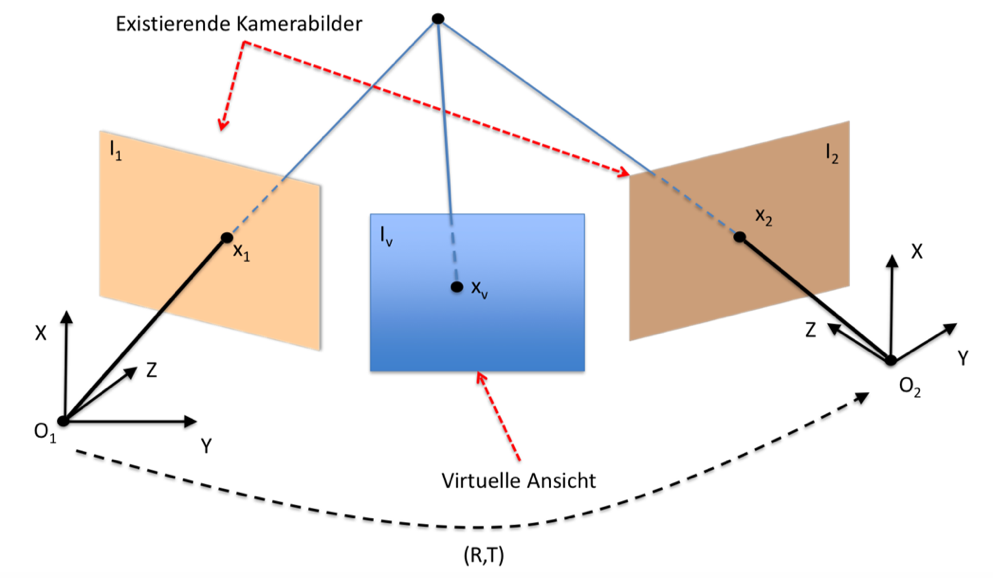 Existierende Kamerabilder
I1
I2
x2
Iv
x1
xv
X
X
Z
Z
Y
O2
O1
Y
Virtuelle Ansicht
(R,T)